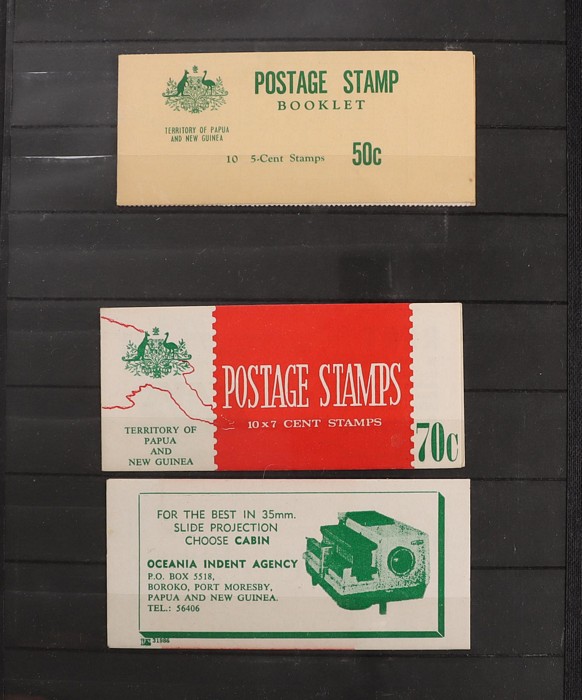 POSTAGE STAMP
BOOKLET
TERRITORY OF PAPUA
AND NEW GUINEA
10 5-Cent Stamps 50c
POSTAGE STAMPS
10 x 7 CENT STAMPS
TERRITORY OF
PAPUA
AND
NEW GUINEA
70c
FOR THE BEST IN 35mm.
SLIDE PROJECTION
CHOOSE CABIN
OCEANIA INDENT AGENCY
P.O. BOX 5518,
BOROKO, PORT MORESBY,
PAPUA AND NEW GUINEA.
TEL.: 56406